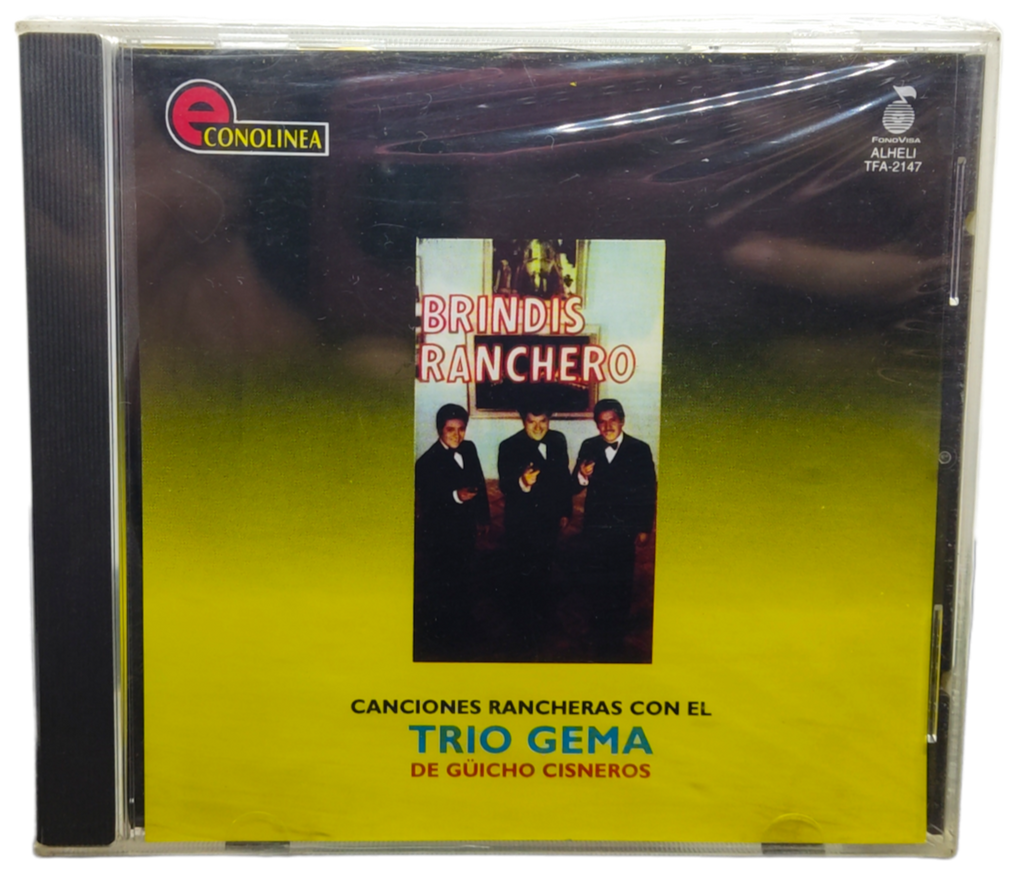 eCONOLINEA
FONOVISA
ALHELI
TFA-2147
BRINDIS
RANCHERO
CANCIONES RANCHERAS CON EL
TRIO GEMA
DE GÜICHO CISNEROS